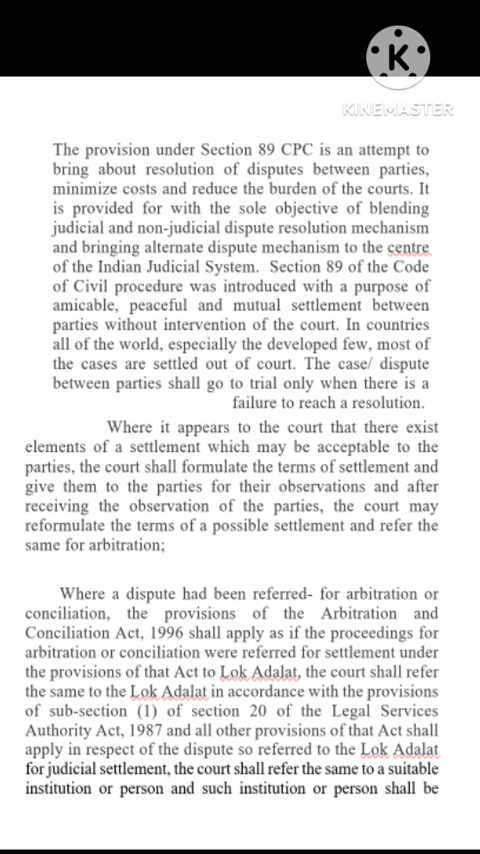 K
KINEMASTER
The provision under Section 89 CPC is an attempt to
bring about resolution of disputes between parties,
minimize costs and reduce the burden of the courts. It
is provided for with the sole objective of blending
judicial and non-judicial dispute resolution mechanism
and bringing alternate dispute mechanism to the centre
of the Indian Judicial System. Section 89 of the Code
of Civil procedure was introduced with a purpose of
amicable, peaceful and mutual settlement between
parties without intervention of the court. In countries
all of the world, especially the developed few, most of
the cases are settled out of court. The case/ dispute
between parties shall go to trial only when there is a
failure to reach a resolution.
Where it appears to the court that there exist
elements of a settlement which may be acceptable to the
parties, the court shall formulate the terms of settlement and
give them to the parties for their observations and after
receiving the observation of the parties, the court may
reformulate the terms of a possible settlement and refer the
same for arbitration;
Where a dispute had been referred- for arbitration or
conciliation, the provisions of the Arbitration and
Conciliation Act, 1996 shall apply as if the proceedings for
arbitration or conciliation were referred for settlement under
the provisions of that Act to Lok Adalat, the court shall refer
the same to the Lok Adalat in accordance with the provisions
of sub-section (1) of section 20 of the Legal Services
Authority Act, 1987 and all other provisions of that Act shall
apply in respect of the dispute so referred to the Lok Adalat
for judicial settlement, the court shall refer the same to a suitable
institution or person and such institution or person shall be